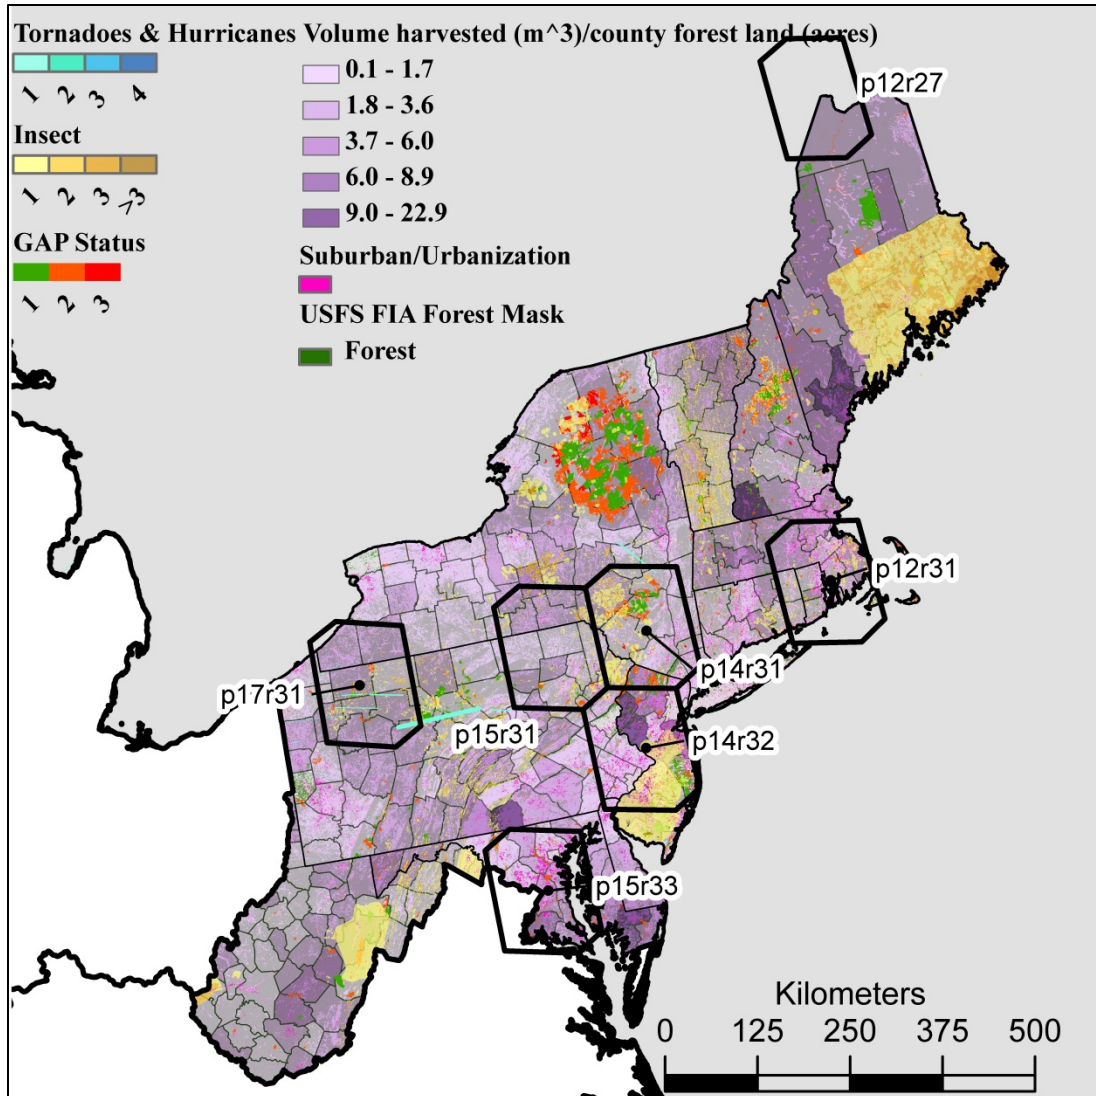 Tornadoes & Hurricanes Volume harvested (m^3)/county forest land (acres)
1 2 3 4
Insect
1 2 3 >3
GAP Status
1 2 3
0.1 - 1.7
1.8 - 3.6
3.7 - 6.0
6.0 - 8.9
9.0 - 22.9
Suburban/Urbanization
USFS FIA Forest Mask
Forest
p12r27
p12r31
p14r31
p17r31
p15r31
p14r32
p15r33
Kilometers
0 125 250 375 500